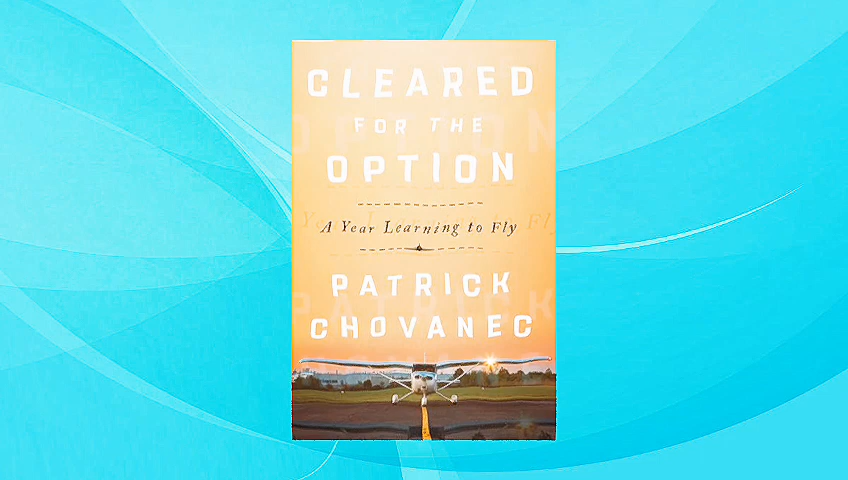 CLEARED
FOR THE
OPTION
A Year Learning to Fly
PATRICK
CHOVANEC